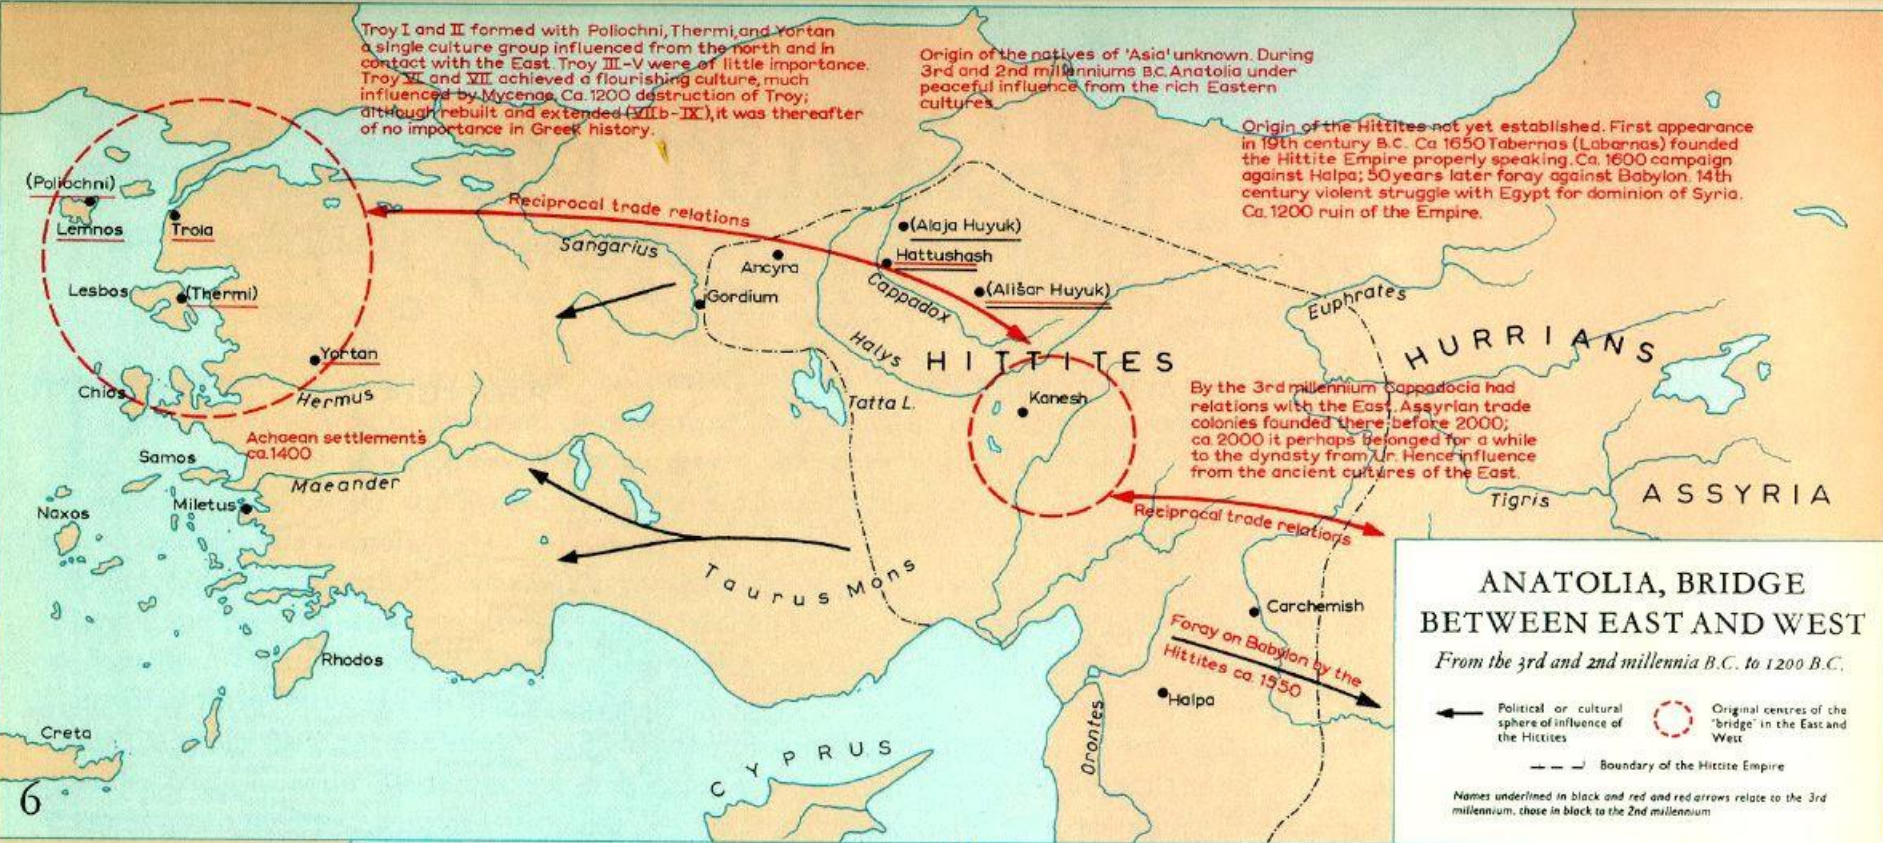 Troy I and II formed with Poliochni, Thermi, and Yortan
a single culture group influenced from the north and in
contact with the East. Troy III-V were of little importance.
Troy VI and VII achieved a flourishing culture, much
influenced by Mycenae. Ca. 1200 destruction of Troy;
although rebuilt and extended (VIIb-IX), it was thereafter
of no importance in Greek history.
Origin of the natives of 'Asia' unknown. During
3rd and 2nd millenniums B.C. Anatolia under
peaceful influence from the rich Eastern
cultures.
Origin of the Hittites not yet established. First appearance
in 19th century B.C. Ca 1650 Tabernas (Labarnas) founded
the Hittite Empire properly speaking. Ca. 1600 campaign
against Halpa; 50 years later foray against Babylon. 14th
century violent struggle with Egypt for dominion of Syria.
Ca. 1200 ruin of the Empire.
(Poliochni)
Lemnos
Troia
Reciprocal trade relations
Sangarius
Ancyra
(Alaja Huyuk)
Hattushash
Cappadox
(Ališar Huyuk)
Lesbos
(Thermi)
Gordium
Euphrates
Halys
HITTITES
HURRIANS
Yortan
Chios
Hermus
Tatta L.
Kanesh
By the 3rd millennium Cappadocia had
relations with the East. Assyrian trade
colonies founded there before 2000;
ca. 2000 it perhaps belonged for a while
to the dynasty from Ur. Hence influence
from the ancient cultures of the East.
Achaean settlements
ca. 1400
Samos
Maeander
Miletus
Naxos
Reciprocal trade relations
Tigris
ASSYRIA
Taurus Mons
Carchemish
Foray on Babylon by the
Hittites ca. 1550
Halpa
Orontes
Rhodos
Creta
CYPRUS
6
ANATOLIA, BRIDGE
BETWEEN EAST AND WEST
From the 3rd and 2nd millennia B.C. to 1200 B.C.
Political or cultural
sphere of influence of
the Hittites
Original centres of the
"bridge" in the East and
West
Boundary of the Hittite Empire
Names underlined in black and red and red arrows relate to the 3rd
millennium, those in black to the 2nd millennium